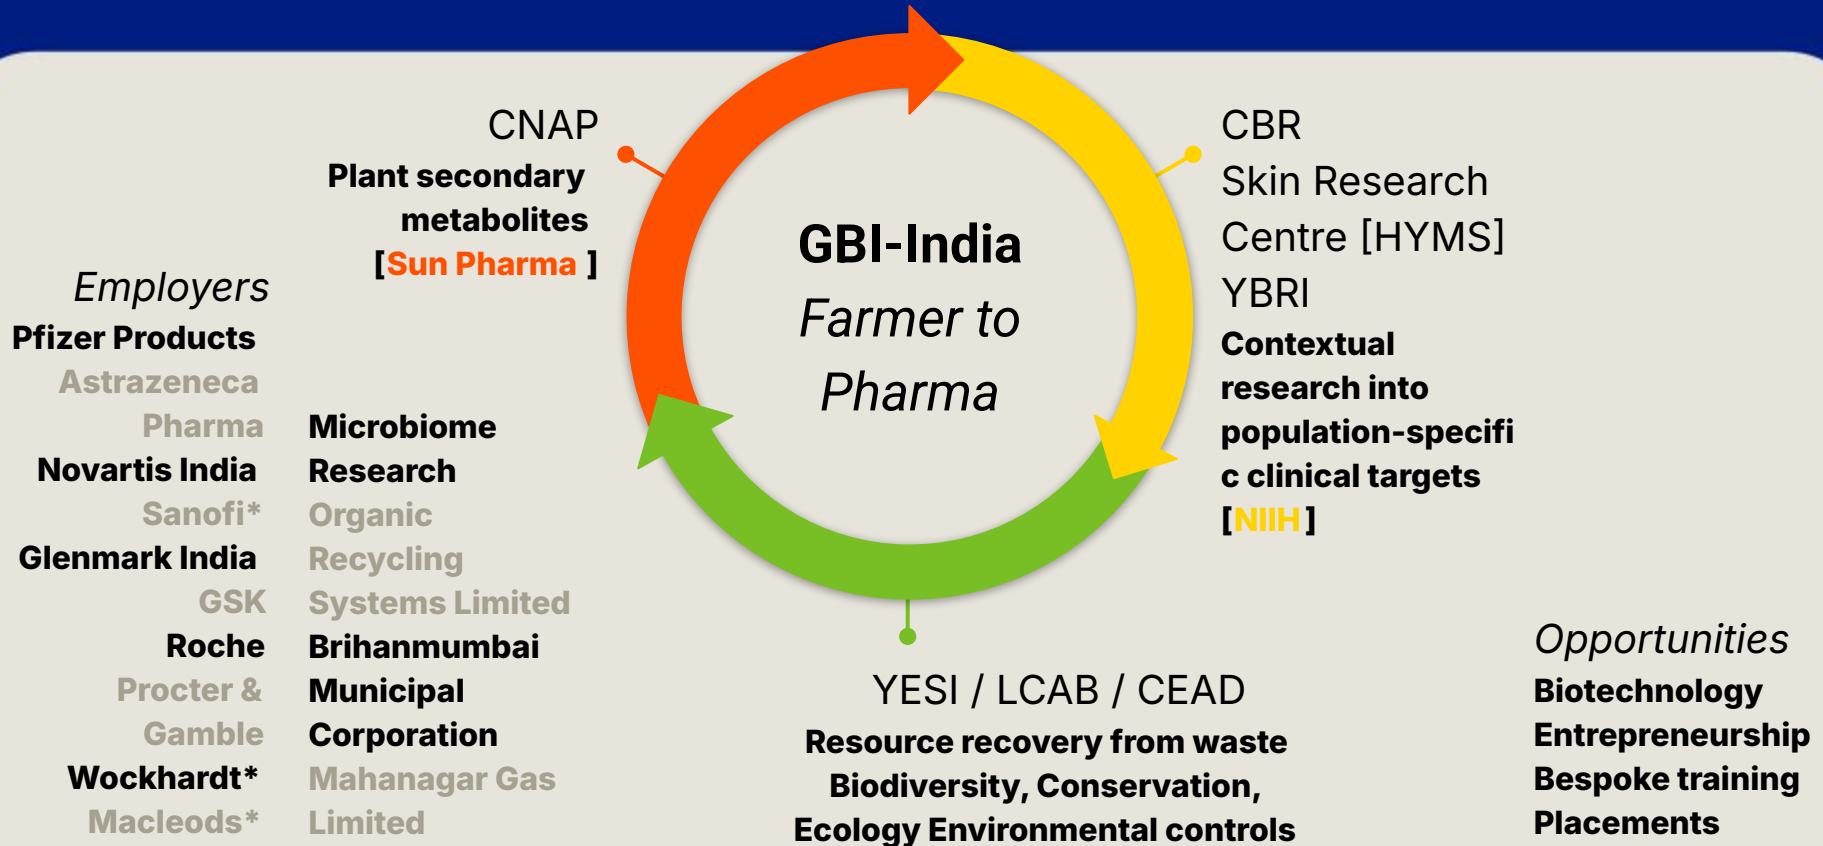 CNAP
Plant secondary
metabolites
[Sun Pharma ]
Employers
Pfizer Products
Astrazeneca
Pharma
Novartis India
Sanofi*
Glenmark India
GSK
Roche
Procter &
Gamble
Wockhardt*
Macleods*
Microbiome
Research
Organic
Recycling
Systems Limited
Brihanmumbai
Municipal
Corporation
Mahanagar Gas
Limited
GBI-India
Farmer to
Pharma
CBR
Skin Research
Centre [HYMS]
YBRI
Contextual
research into
population-specifi
c clinical targets
[NIIH]
YESI / LCAB / CEAD
Resource recovery from waste
Biodiversity, Conservation,
Ecology Environmental controls
Opportunities
Biotechnology
Entrepreneurship
Bespoke training
Placements